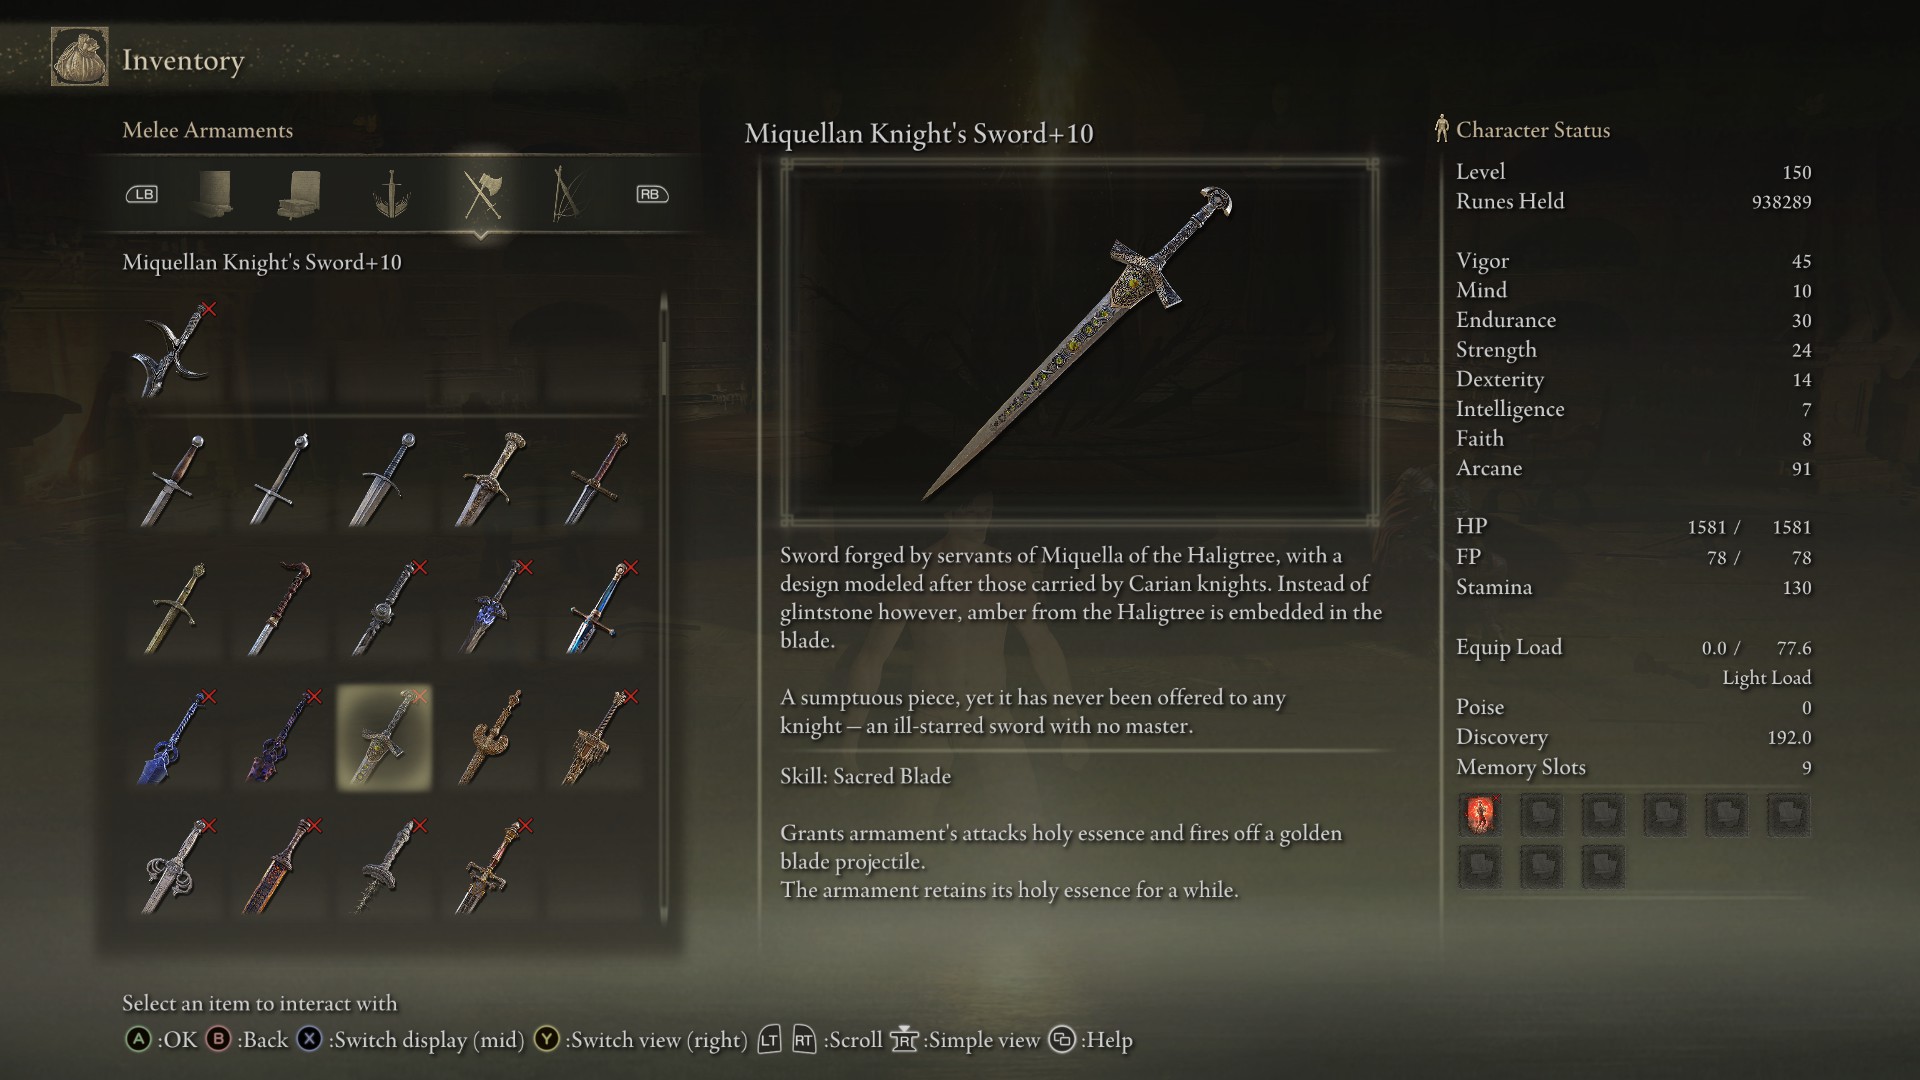 Inventory
Melee Armaments
LB
RB
Miquellan Knight's Sword+10
Miquellan Knight's Sword+10
Sword forged by servants of Miquella of the Haligtree, with a
design modeled after those carried by Carian knights. Instead of
glintstone however, amber from the Haligtree is embedded in the
blade.
A sumptuous piece, yet it has never been offered to any
knight — an ill-starred sword with no master.
Skill: Sacred Blade
Grants armament's attacks holy essence and fires off a golden
blade projectile.
The armament retains its holy essence for a while.
Character Status
Level 150
Runes Held 938289
Vigor 45
Mind 10
Endurance 30
Strength 24
Dexterity 14
Intelligence 7
Faith 8
Arcane 91
HP 1581 / 1581
FP 78 / 78
Stamina 130
Equip Load 0.0 / 77.6
Light Load
Poise 0
Discovery 192.0
Memory Slots 9
Select an item to interact with
A :OK B :Back X :Switch display (mid) Y :Switch view (right) LT RT :Scroll R :Simple view :Help